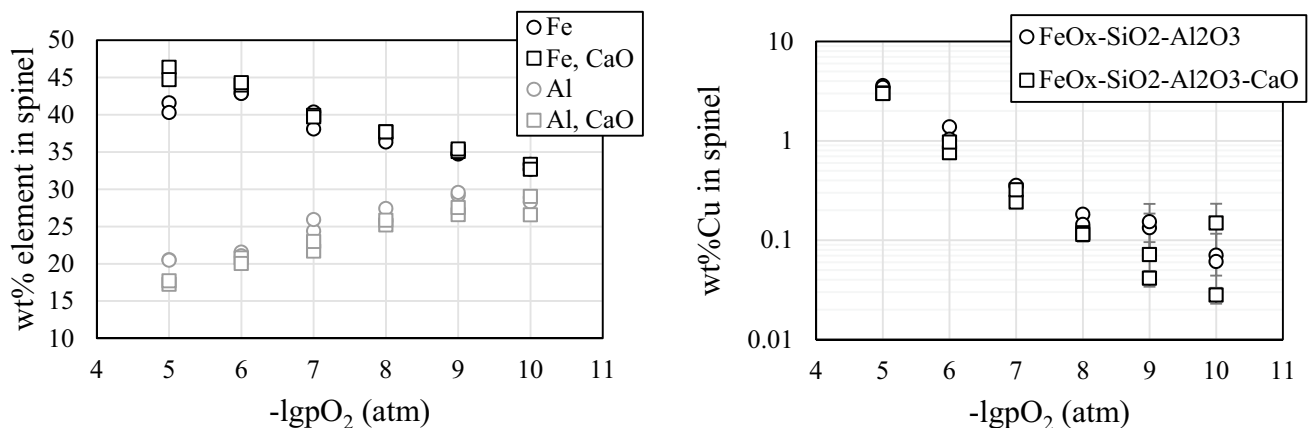 wt% element in spinel
50
45
40
35
30
25
20
15
10
4 5 6 7 8 9 10 11
-lgpO₂ (atm)
Fe
Fe, CaO
Al
Al, CaO
wt%Cu in spinel
10
1
0.1
0.01
4 5 6 7 8 9 10 11
-lgpO₂ (atm)
FeOx-SiO2-Al2O3
FeOx-SiO2-Al2O3-CaO